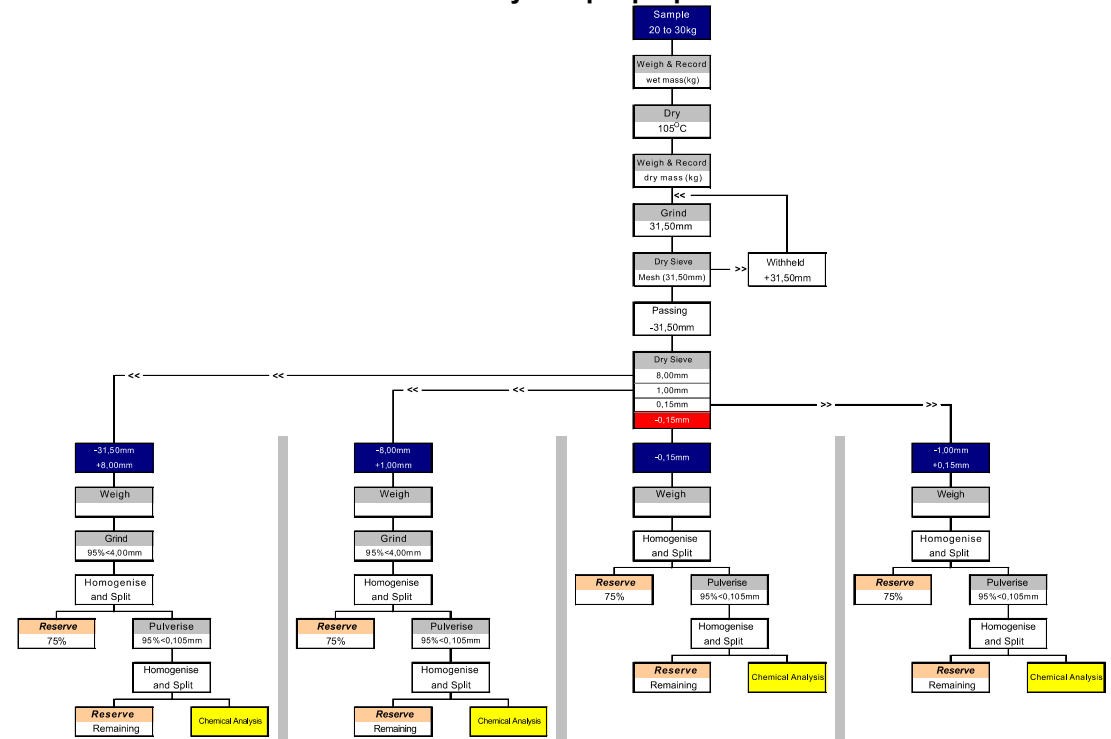 Sample
20 to 30kg
Weigh & Record
wet mass(kg)
Dry
105°C
Weigh & Record
dry mass (kg)
<<
Grind
31,50mm
Dry Sieve
Mesh (31,50mm)
>>
Withheld
+31,50mm
Passing
-31,50mm
Dry Sieve
8,00mm
1,00mm
0,15mm
-0,15mm
<< <<
<< <<
>> >>
-31,50mm
+8,00mm
Weigh
Grind
95%<4,00mm
Homogenise
and Split
Reserve
75%
Pulverise
95%<0,105mm
Homogenise
and Split
Reserve
Remaining
Chemical Analysis
-8,00mm
+1,00mm
Weigh
Grind
95%<4,00mm
Homogenise
and Split
Reserve
75%
Pulverise
95%<0,105mm
Homogenise
and Split
Reserve
Remaining
Chemical Analysis
-0,15mm
Weigh
Homogenise
and Split
Reserve
75%
Pulverise
95%<0,105mm
Homogenise
and Split
Reserve
Remaining
Chemical Analysis
-1,00mm
+0,15mm
Weigh
Homogenise
and Split
Reserve
75%
Pulverise
95%<0,105mm
Homogenise
and Split
Reserve
Remaining
Chemical Analysis